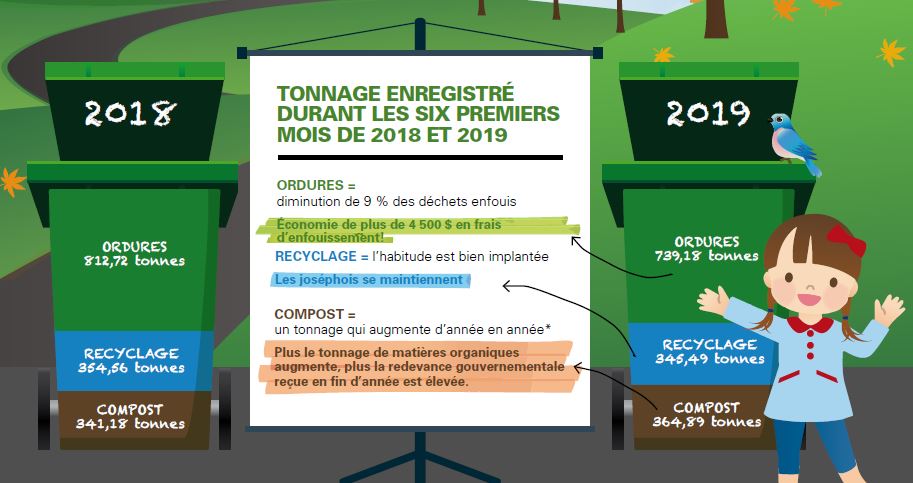 2018
ORDURES
812,72 tonnes
RECYCLAGE
354,56 tonnes
COMPOST
341,18 tonnes
TONNAGE ENREGISTRÉ
DURANT LES SIX PREMIERS
MOIS DE 2018 ET 2019
ORDURES =
diminution de 9 % des déchets enfouis
Économie de plus de 4 500 $ en frais
d’enfouissement!
RECYCLAGE = l’habitude est bien implantée
Les joséphois se maintiennent
COMPOST =
un tonnage qui augmente d’année en année*
Plus le tonnage de matières organiques
augmente, plus la redevance gouvernementale
reçue en fin d’année est élevée.
2019
ORDURES
739,18 tonnes
RECYCLAGE
345,49 tonnes
COMPOST
364,89 tonnes